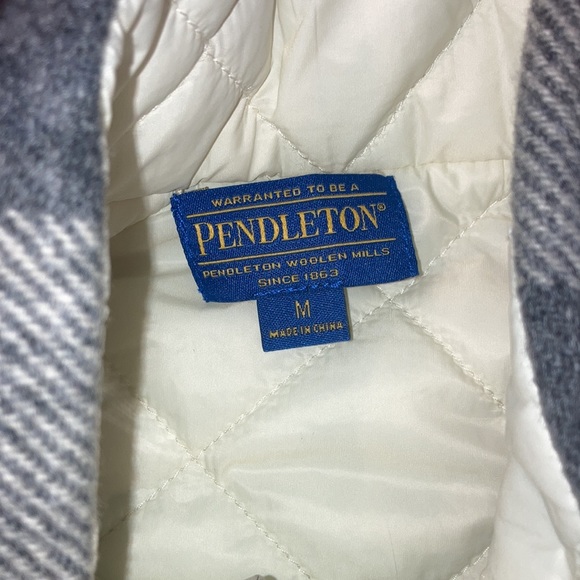 WARRANTED TO BE A
PENDLETON®
PENDLETON WOOLEN MILLS
SINCE 1863
M
MADE IN CHINA